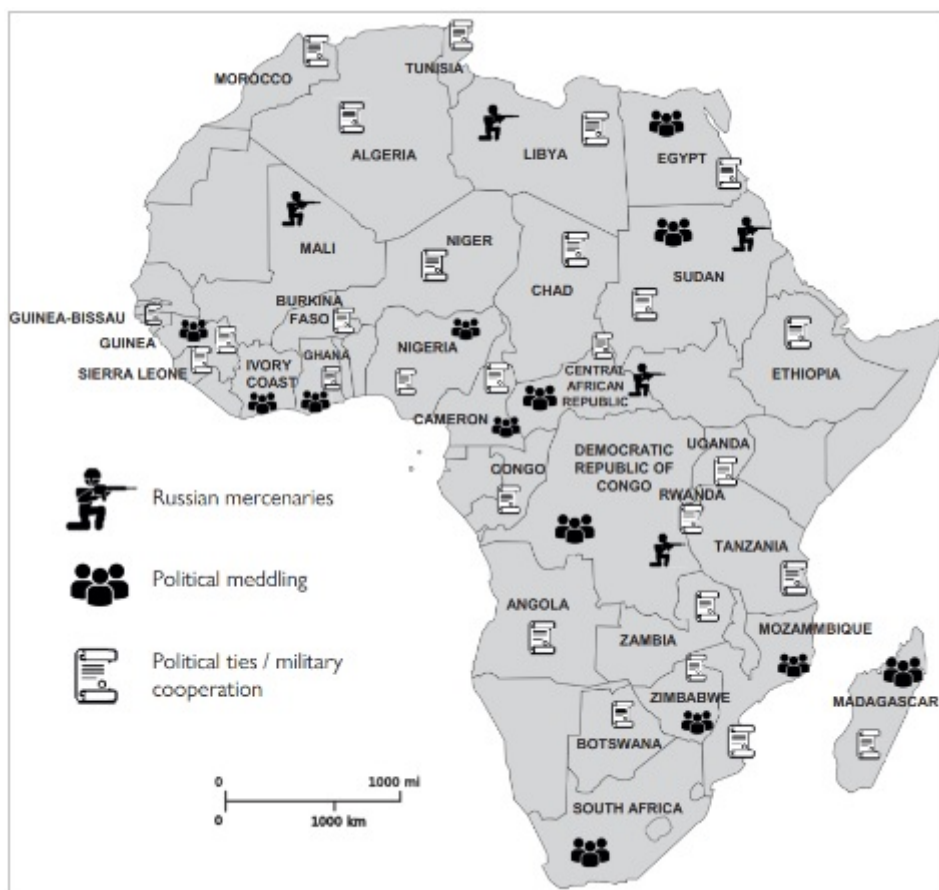 MOROCCO
TUNISIA
ALGERIA
LIBYA
EGYPT
MALI
NIGER
CHAD
SUDAN
GUINEA-BISSAU
BURKINA
FASO
GUINEA
SIERRA LEONE
IVORY
COAST
GHANA
NIGERIA
CENTRAL
AFRICAN
REPUBLIC
ETHIOPIA
CAMERON
CONGO
DEMOCRATIC
REPUBLIC OF
CONGO
UGANDA
RWANDA
TANZANIA
ANGOLA
ZAMBIA
MOZAMMBIQUE
ZIMBABWE
MADAGASCAR
BOTSWANA
SOUTH AFRICA
Russian mercenaries
Political meddling
Political ties / military
cooperation
0 1000 mi
0 1000 km